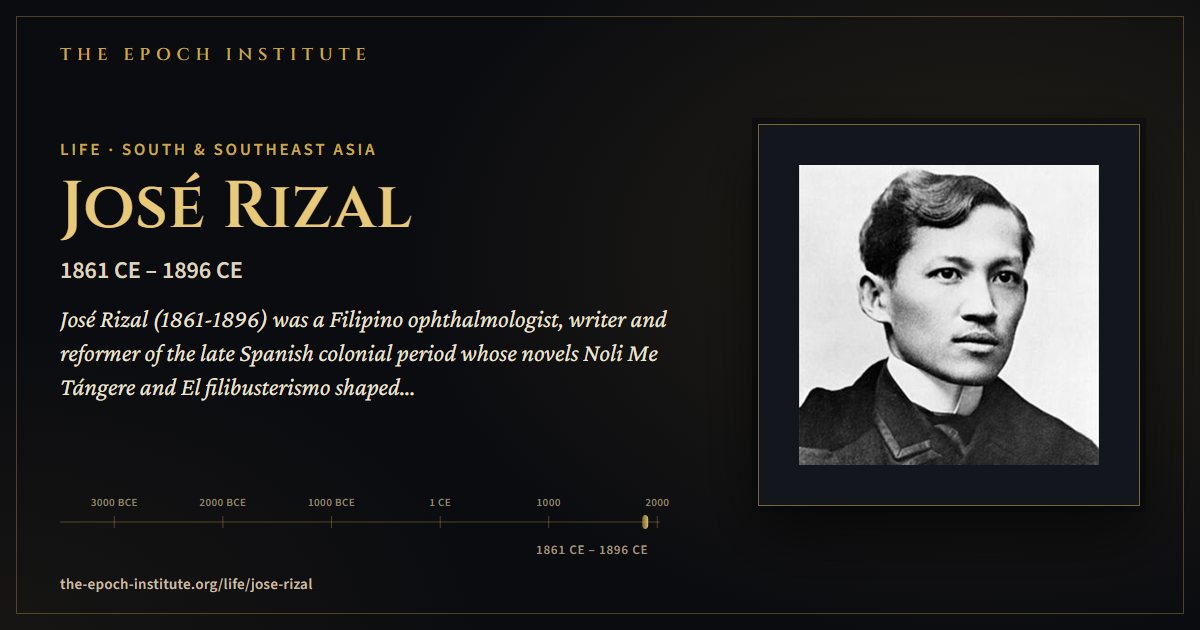 THE EPOCH INSTITUTE
LIFE · SOUTH & SOUTHEAST ASIA
JOSÉ RIZAL
1861 CE – 1896 CE
José Rizal (1861-1896) was a Filipino ophthalmologist, writer and
reformer of the late Spanish colonial period whose novels Noli Me
Tángere and El filibusterismo shaped...
3000 BCE 2000 BCE 1000 BCE 1 CE 1000 2000
1861 CE – 1896 CE
the-epoch-institute.org/life/jose-rizal